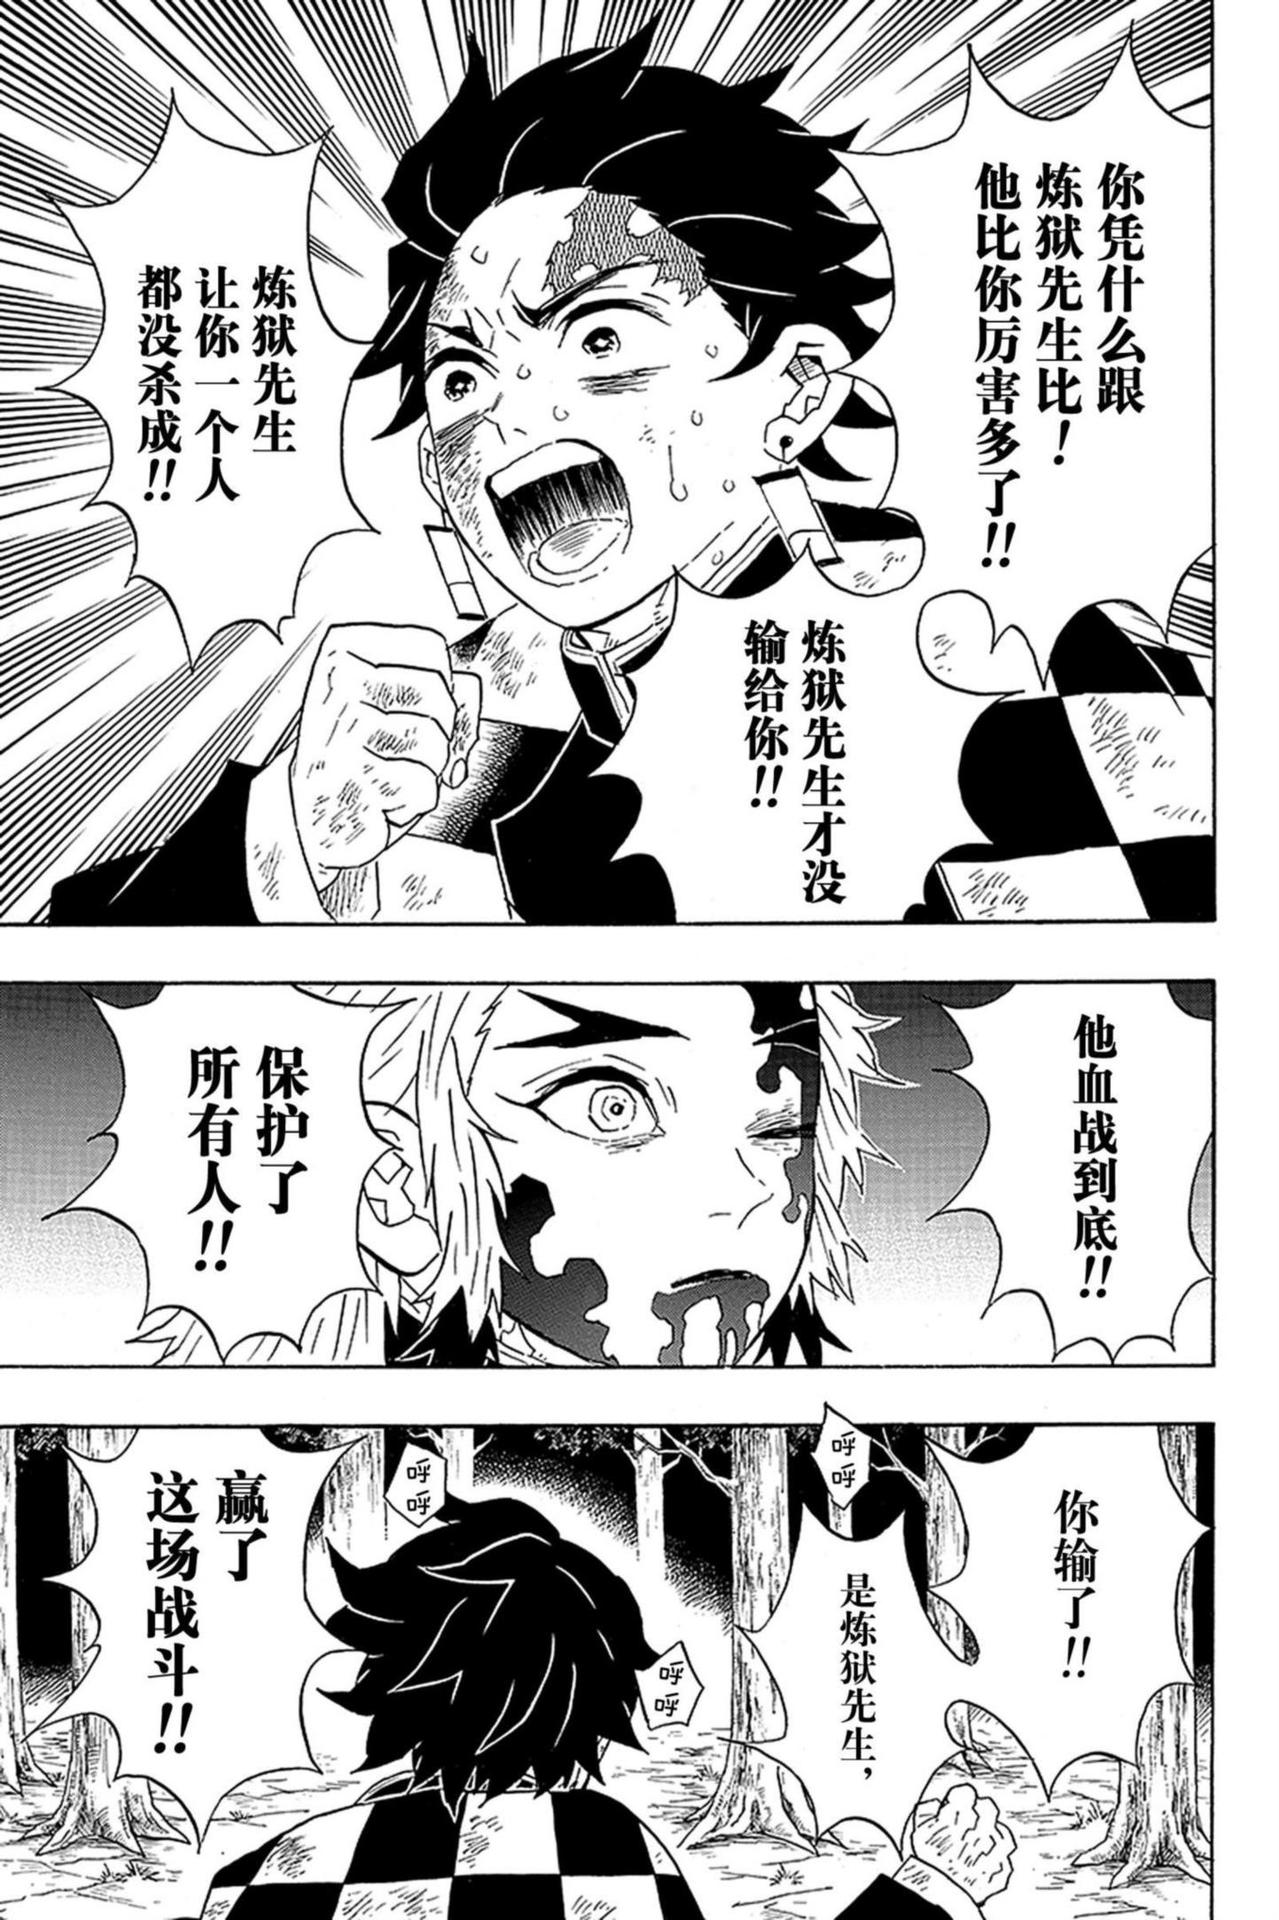 你凭什么跟
炼狱先生比！
他比你厉害多了！！
炼狱先生才没
输给你！！
炼狱先生
让你一个人
都没杀成！！
他血战到底！！
保护了
所有人！！
你输了！！
呼呼
是炼狱先生，
呼呼
呼呼
赢了
这场战斗！！